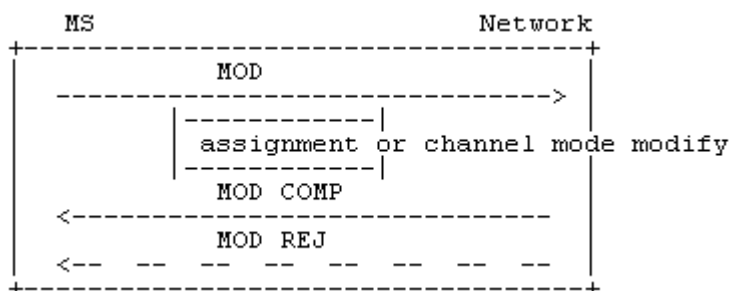 MS Network
MOD
assignment or channel mode modify
MOD COMP
MOD REJ